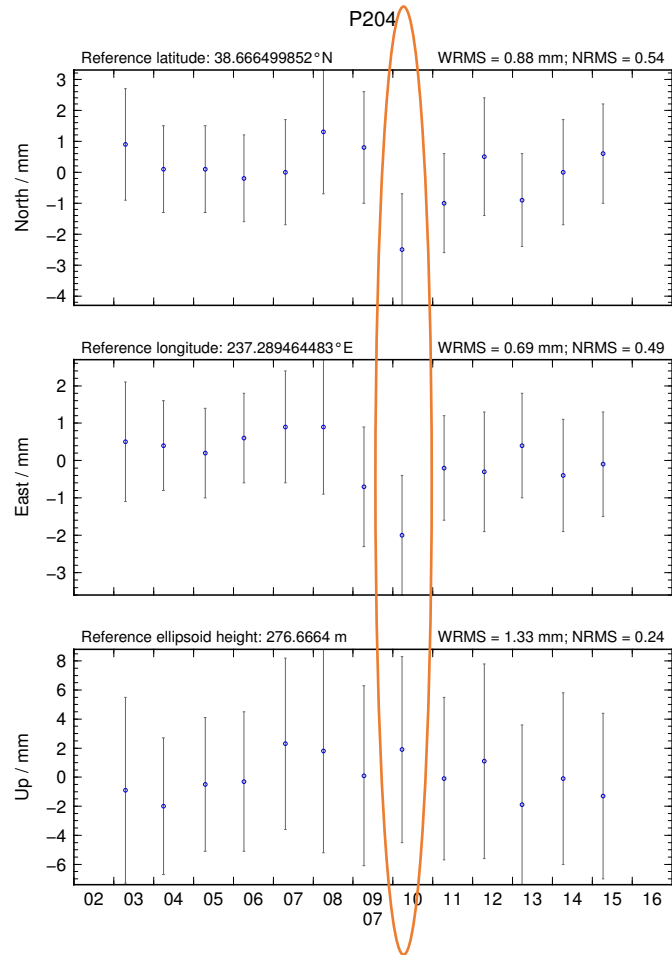 P204
Reference latitude: 38.666499852°N WRMS = 0.88 mm; NRMS = 0.54
North / mm
3
2
1
0
−1
−2
−3
−4
Reference longitude: 237.289464483°E WRMS = 0.69 mm; NRMS = 0.49
East / mm
2
1
0
−1
−2
−3
Reference ellipsoid height: 276.6664 m WRMS = 1.33 mm; NRMS = 0.24
Up / mm
8
6
4
2
0
−2
−4
−6
02 03 04 05 06 07 08 09 10 11 12 13 14 15 16
07